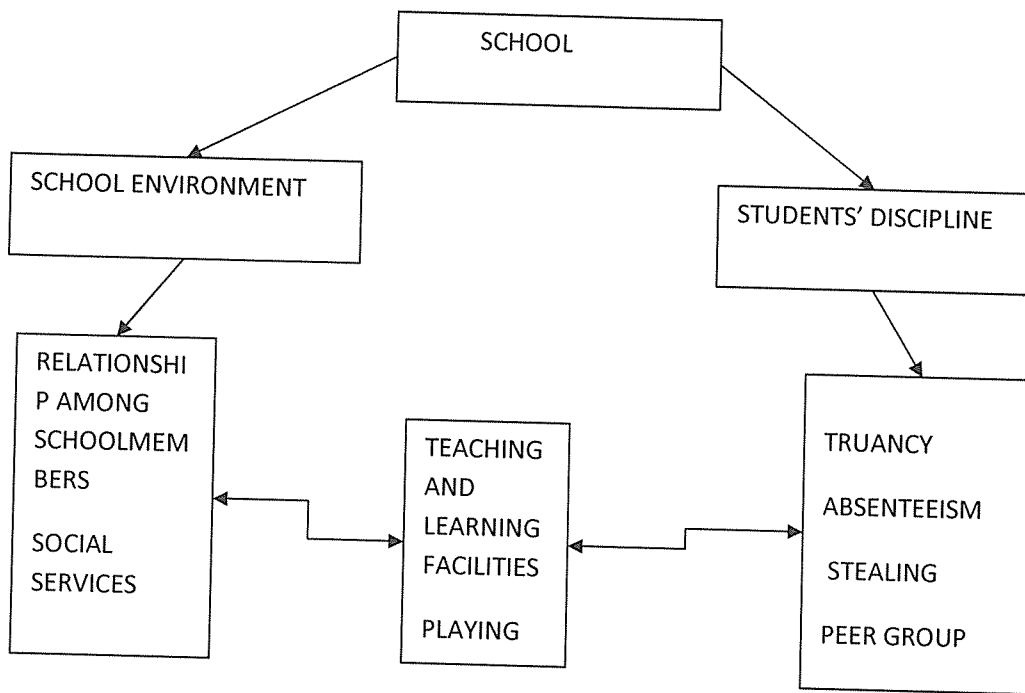 SCHOOL
SCHOOL ENVIRONMENT
STUDENTS’ DISCIPLINE
RELATIONSHI
P AMONG
SCHOOLMEM
BERS
SOCIAL
SERVICES
TEACHING
AND
LEARNING
FACILITIES
PLAYING
TRUANCY
ABSENTEEISM
STEALING
PEER GROUP